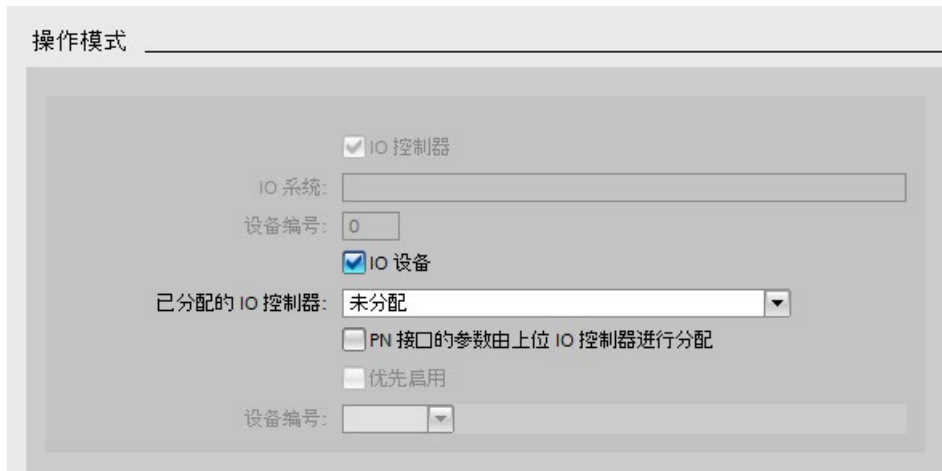 操作模式
IO 控制器
IO 系统:
设备编号: 0
IO 设备
已分配的 IO 控制器: 未分配
PN 接口的参数由上位 IO 控制器进行分配
优先启用
设备编号: